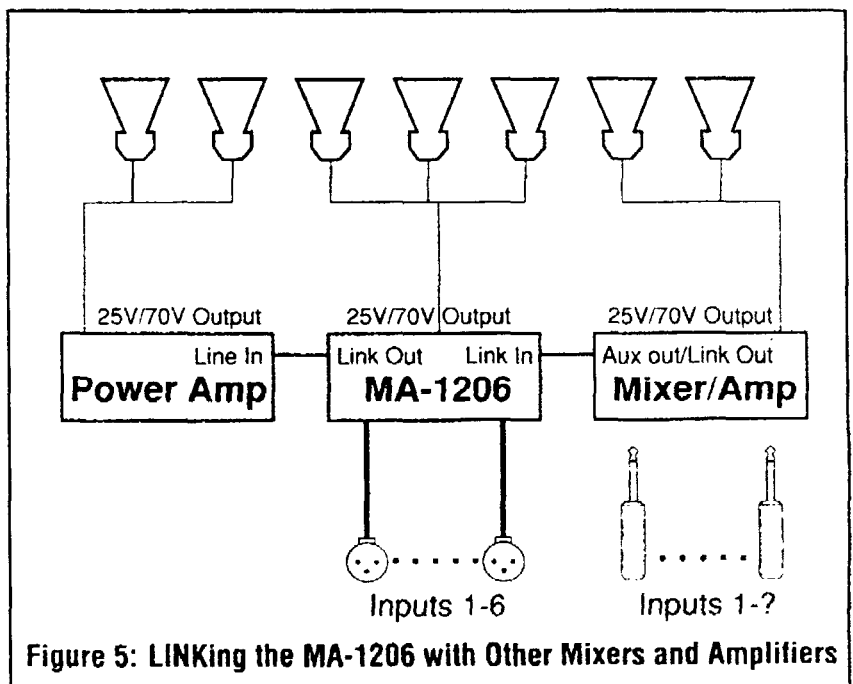 25V/70V Output 25V/70V Output 25V/70V Output
Line In Link Out Link In Aux out/Link Out
Power Amp MA-1206 Mixer/Amp
Inputs 1-6 Inputs 1-?
Figure 5: LINKing the MA-1206 with Other Mixers and Amplifiers